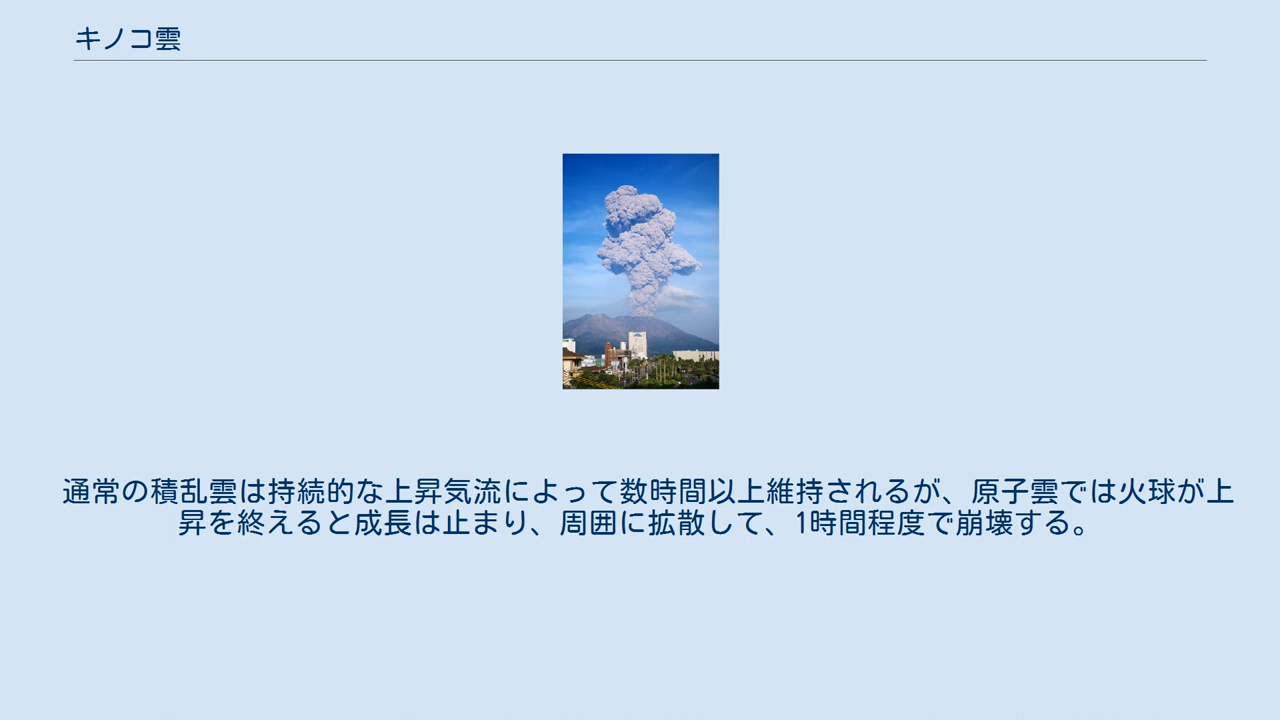 キノコ雲
通常の積乱雲は持続的な上昇気流によって数時間以上維持されるが、原子雲では火球が上
昇を終えると成長は止まり、周囲に拡散して、1時間程度で崩壊する。